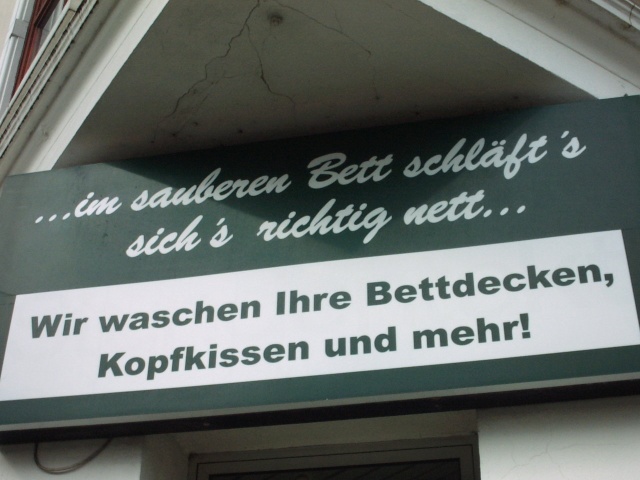 ...im sauberen Bett schläft´s
sich´s richtig nett...
Wir waschen Ihre Bettdecken,
Kopfkissen und mehr!